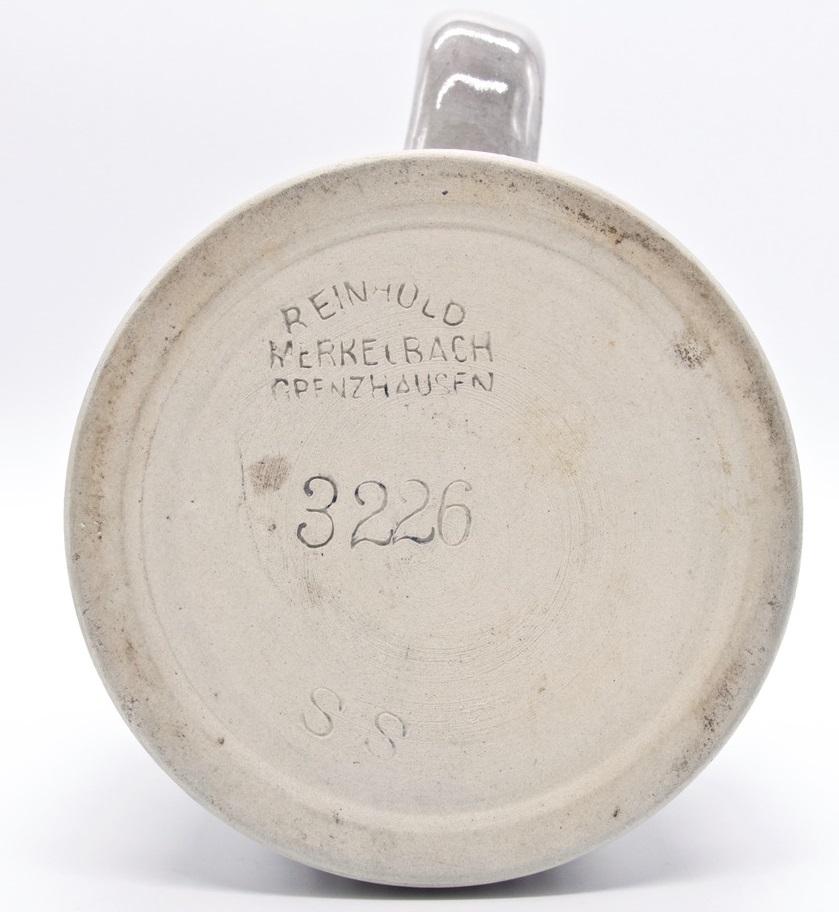 REINHOLD
MERKELBACH
GRENZHAUSEN
3226
S S